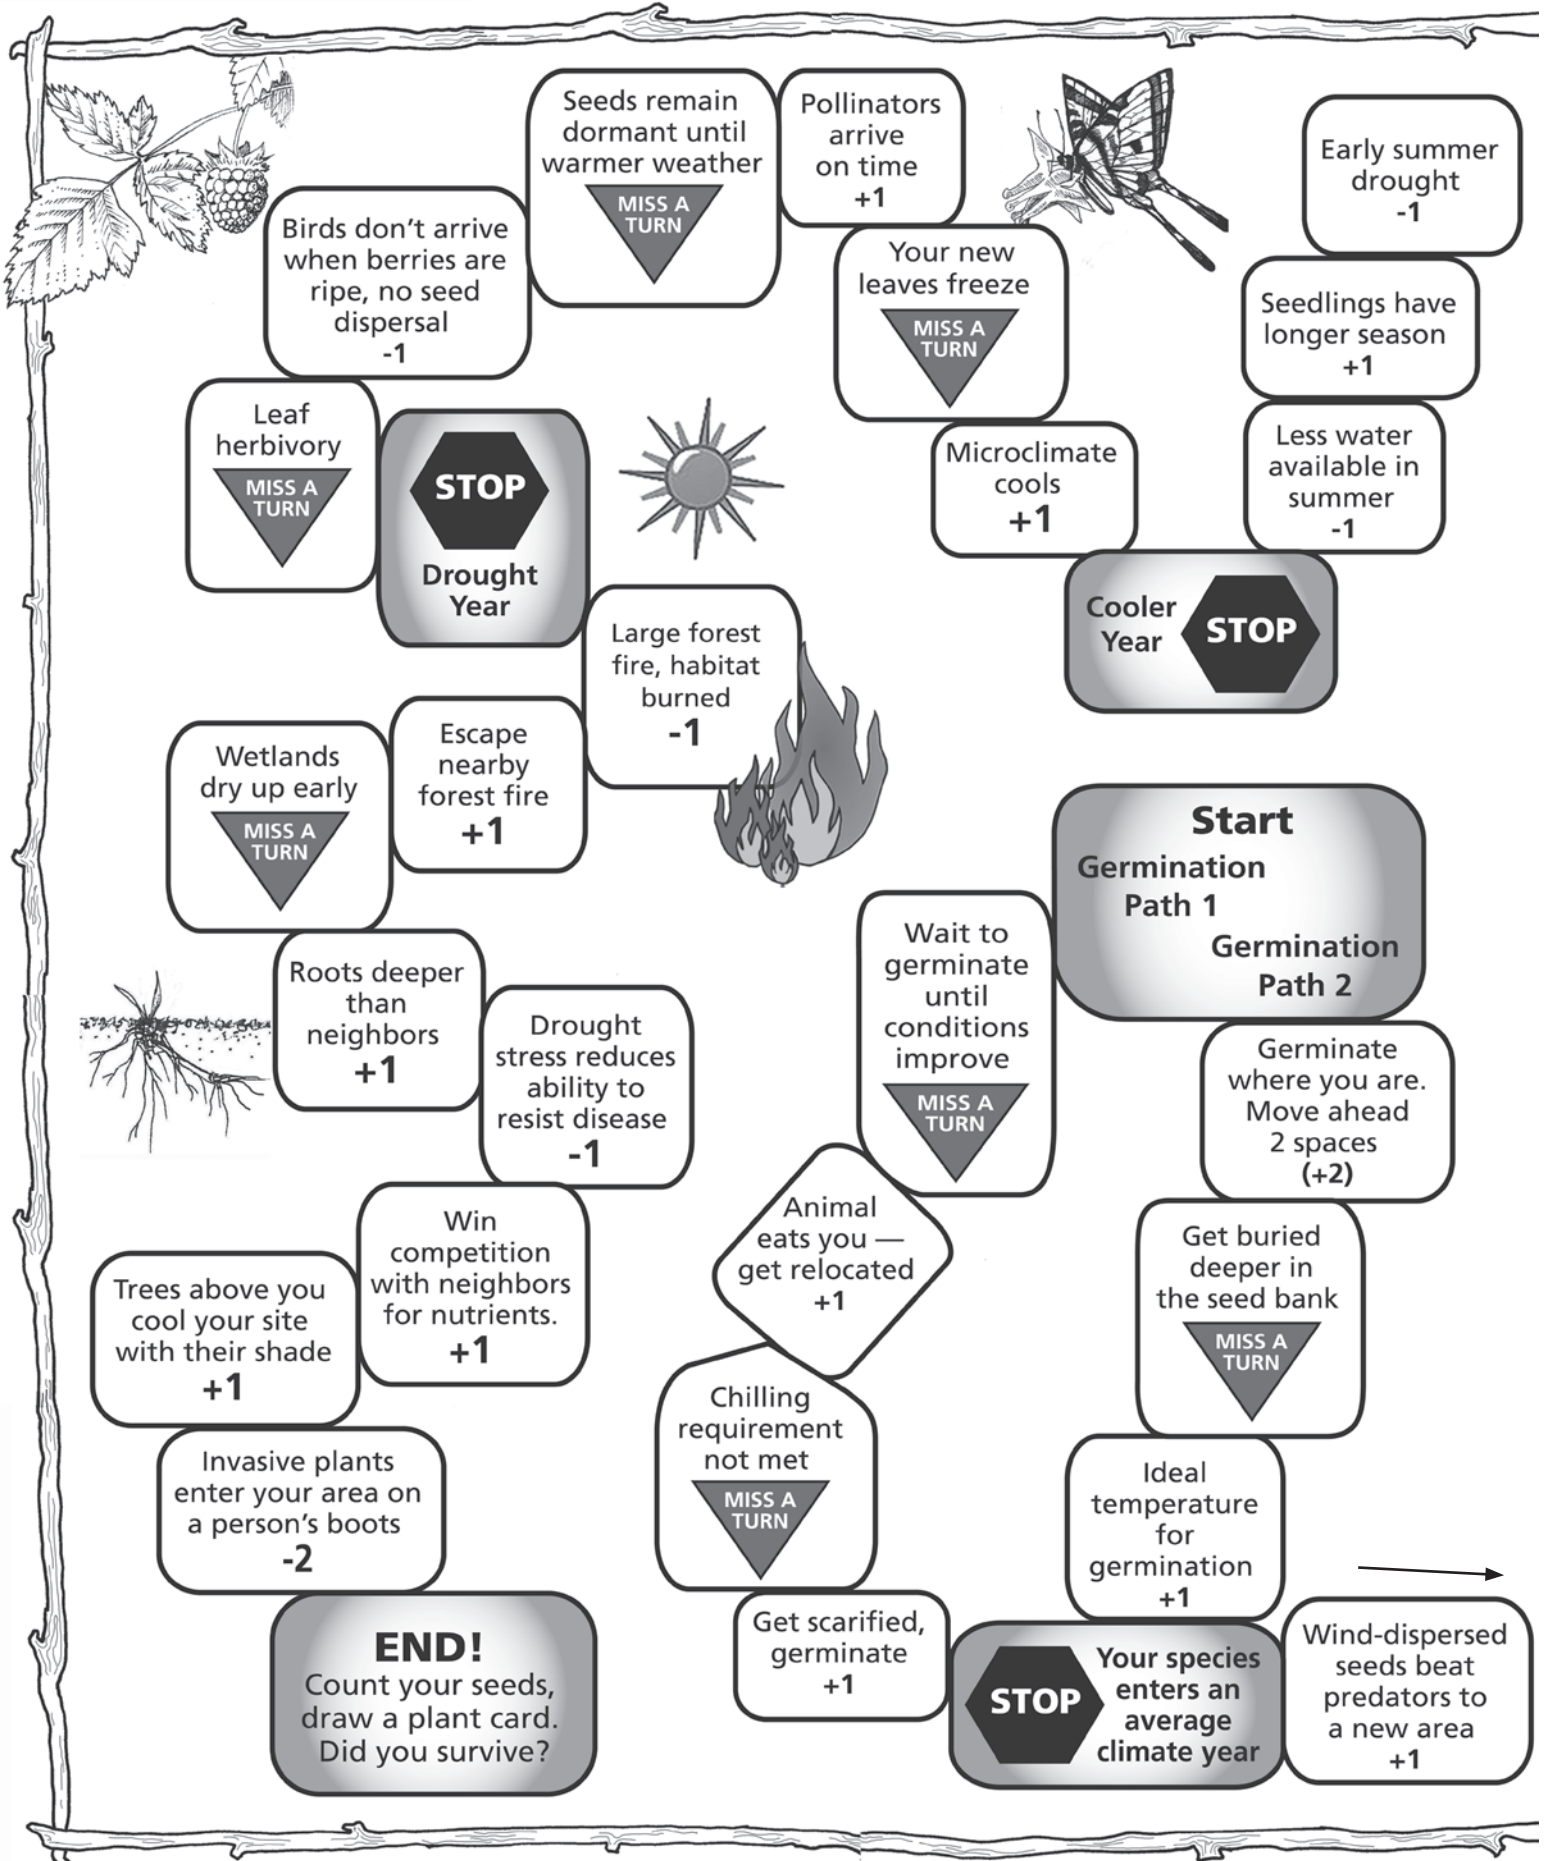 Seeds remain
dormant until
warmer weather
MISS A
TURN
Pollinators
arrive
on time
+1
Early summer
drought
-1
Birds don't arrive
when berries are
ripe, no seed
dispersal
-1
Your new
leaves freeze
MISS A
TURN
Seedlings have
longer season
+1
Leaf
herbivory
MISS A
TURN
STOP
Drought
Year
Microclimate
cools
+1
Less water
available in
summer
-1
Cooler
Year
STOP
Large forest
fire, habitat
burned
-1
Escape
nearby
forest fire
+1
Wetlands
dry up early
MISS A
TURN
Start
Germination
Path 1
Germination
Path 2
Wait to
germinate
until
conditions
improve
MISS A
TURN
Roots deeper
than
neighbors
+1
Drought
stress reduces
ability to
resist disease
-1
Germinate
where you are.
Move ahead
2 spaces
(+2)
Animal
eats you —
get relocated
+1
Get buried
deeper in
the seed bank
MISS A
TURN
Win
competition
with neighbors
for nutrients.
+1
Trees above you
cool your site
with their shade
+1
Chilling
requirement
not met
MISS A
TURN
Invasive plants
enter your area on
a person's boots
-2
Ideal
temperature
for
germination
+1
END!
Count your seeds,
draw a plant card.
Did you survive?
Get scarified,
germinate
+1
STOP
Your species
enters an
average
climate year
Wind-dispersed
seeds beat
predators to
a new area
+1